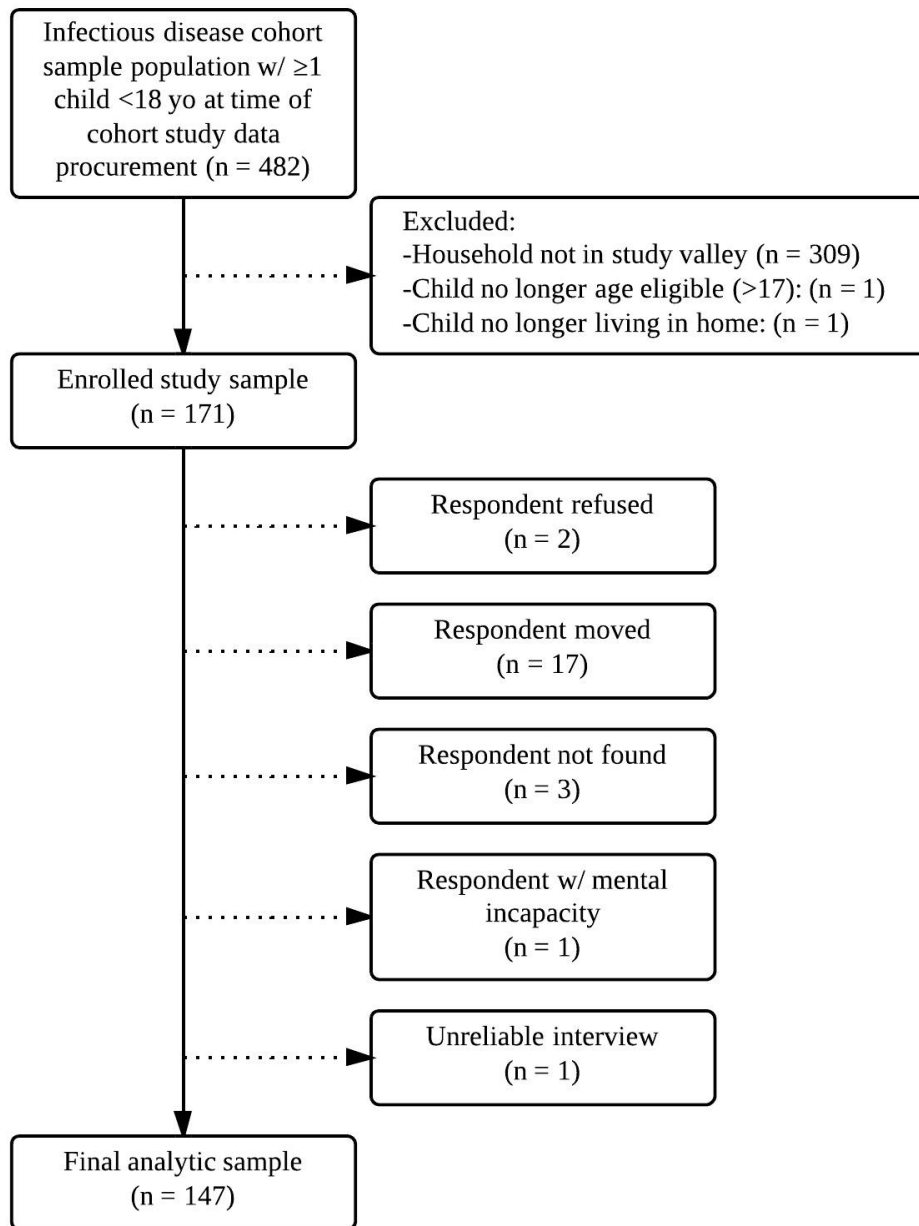 Infectious disease cohort
sample population w/ ≥1
child <18 yo at time of
cohort study data
procurement (n = 482)
Excluded:
-Household not in study valley (n = 309)
-Child no longer age eligible (>17): (n = 1)
-Child no longer living in home: (n = 1)
Enrolled study sample
(n = 171)
Respondent refused
(n = 2)
Respondent moved
(n = 17)
Respondent not found
(n = 3)
Respondent w/ mental
incapacity
(n = 1)
Unreliable interview
(n = 1)
Final analytic sample
(n = 147)